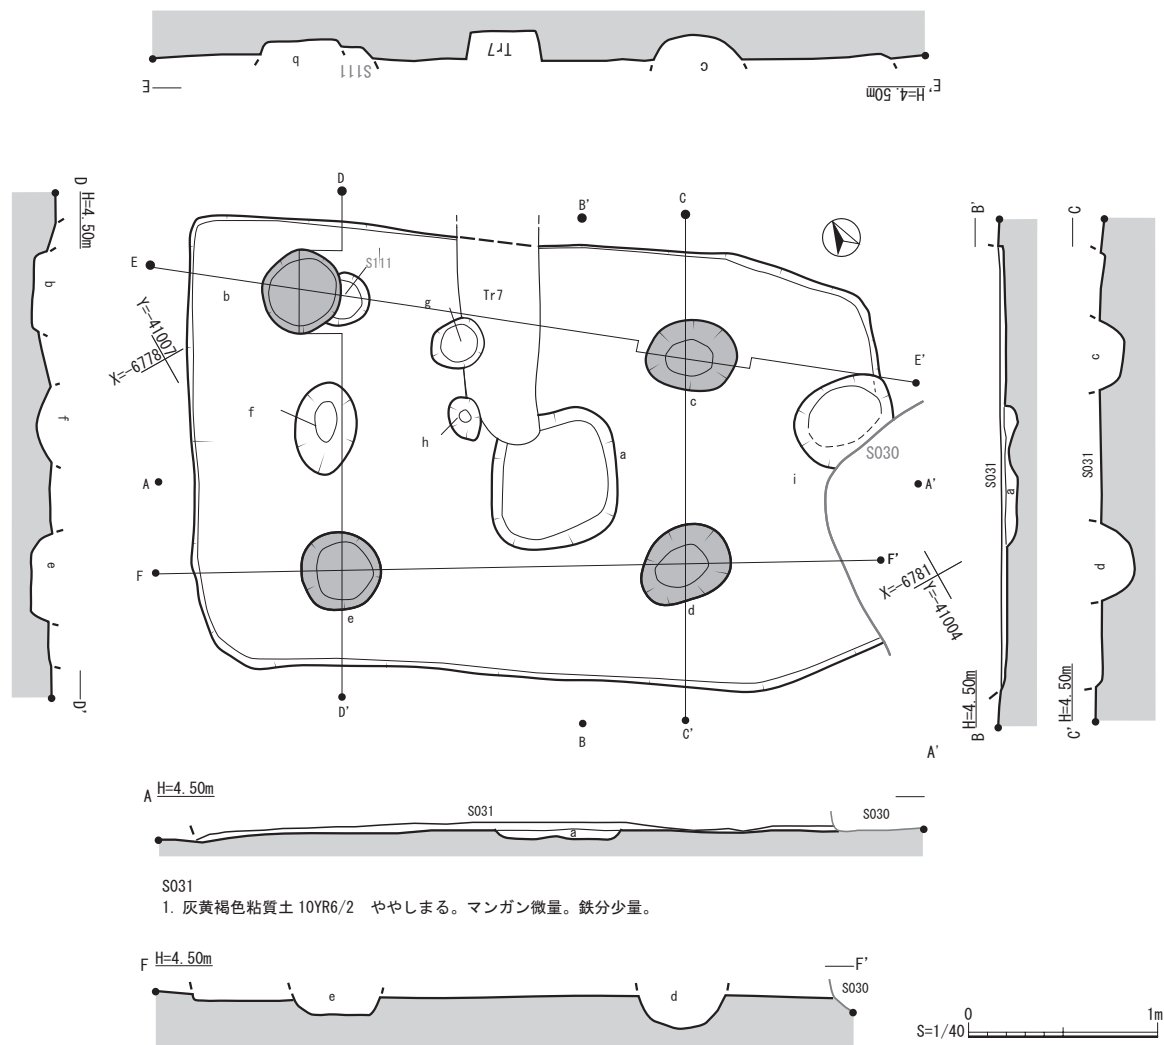 E
b
S111
Tr7
c
E'
H=4.50m
D
H=4.50m
b
f
e
D'
D
B'
C
E
b
S111
g
Tr7
c
E'
Y=-41007
X=-6778
f
h
a
i
S030
A
A'
F
F'
X=-6781
Y=-41004
e
d
D'
B
C'
B'
S031
a
H=4.50m
B
C
c
S031
d
H=4.50m
C'
A'
A
H=4.50m
S031
a
S030
S031
1. 灰黄褐色粘質土 10YR6/2　ややしまる。マンガン微量。鉄分少量。
F
H=4.50m
F'
e
d
S030
S=1/40
0
1m